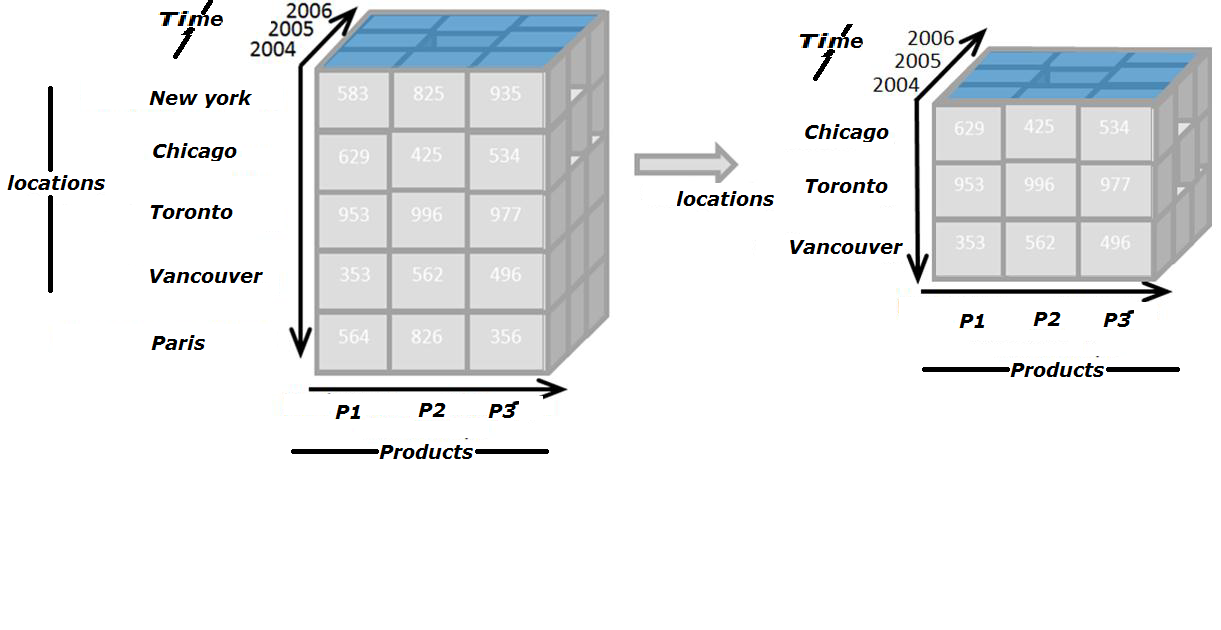 Time
2006
2005
2004
New york
583 825 935
Chicago
629 425 534
locations
Toronto
953 996 977
Vancouver
353 562 496
Paris
564 826 356
P1 P2 P3
Products
locations
Time
2006
2005
2004
Chicago
629 425 534
Toronto
953 996 977
Vancouver
353 562 496
P1 P2 P3
Products